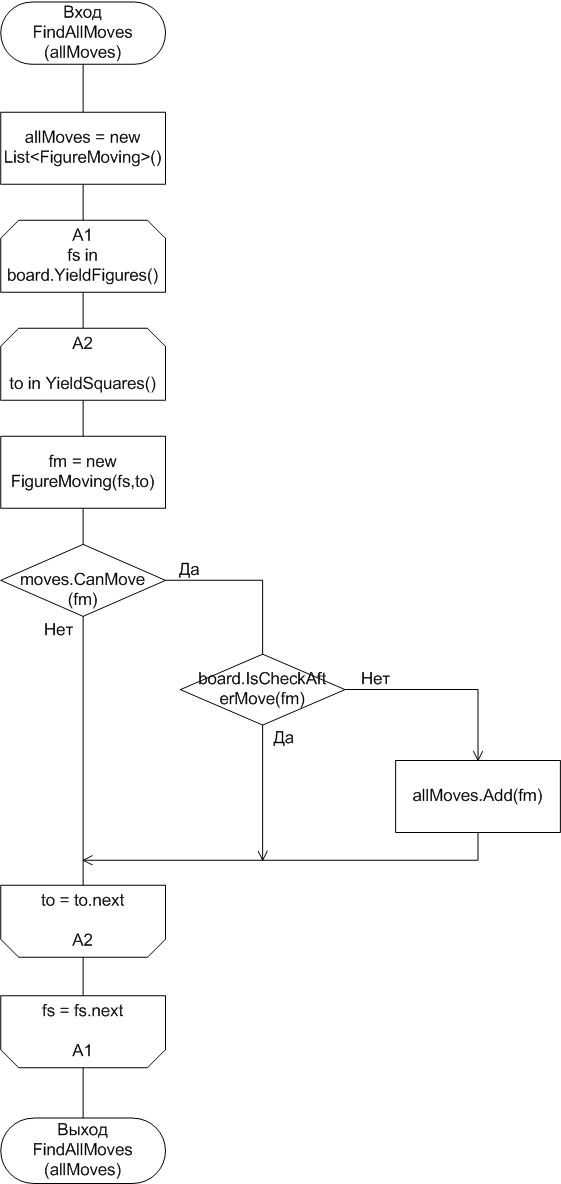 Вход
FindAllMoves
(allMoves)
allMoves = new
List<FigureMoving>()
A1
fs in
board.YieldFigures()
A2
to in YieldSquares()
fm = new
FigureMoving(fs,to)
moves.CanMove
(fm)
Да
Нет
board.IsCheckAft
erMove(fm)
Нет
Да
allMoves.Add(fm)
to = to.next
A2
fs = fs.next
A1
Выход
FindAllMoves
(allMoves)